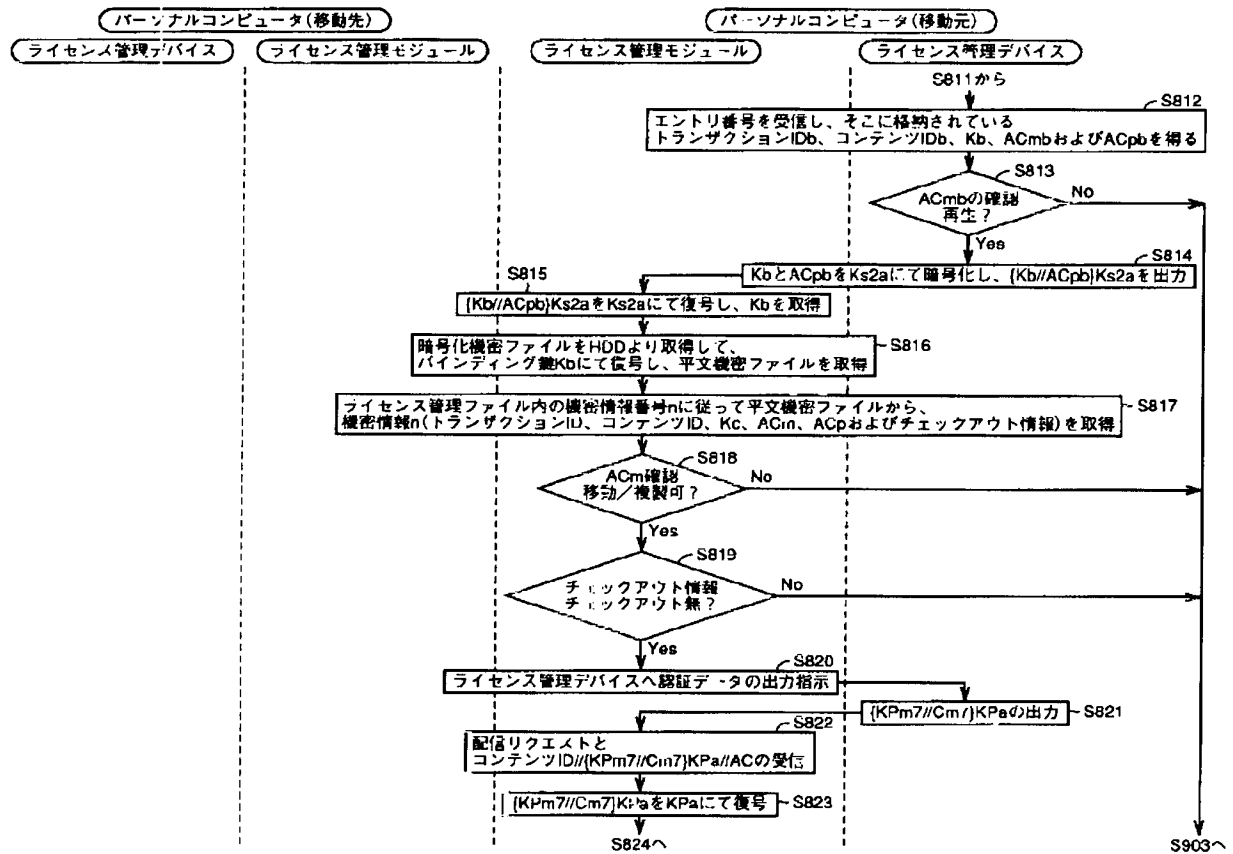 パーソナルコンピュータ(移動先)
パーソナルコンピュータ(移動元)
ライセンス管理デバイス
ライセンス管理モジュール
ライセンス管理モジュール
ライセンス管理デバイス
S811から
S812
エントリ番号を受信し、そこに格納されている
トランザクションIDb、コンテンツIDb、Kb、ACmbおよびACpbを得る
S813
ACmbの確認
再生?
No
Yes
S814
KbとACpbをKs2aにて暗号化し、{Kb//ACpb}Ks2aを出力
S815
{Kb//ACpb}Ks2aをKs2aにて復号し、Kbを取得
暗号化機密ファイルをHDDより取得して、
バインディング鍵Kbにて復号し、平文機密ファイルを取得
S816
ライセンス管理ファイル内の機密情報番号nに従って平文機密ファイルから、
機密情報n(トランザクションID、コンテンツID、Kc、ACm、ACpおよびチェックアウト情報)を取得
S817
S818
ACm確認
移動/複製可?
No
Yes
S819
チェックアウト情報
チェックアウト無?
No
Yes
S820
ライセンス管理デバイスへ認証データの出力指示
{KPm7//Cm7}KPaの出力
S821
S822
配信リクエストと
コンテンツID//{KPm7//Cm7}KPa//ACの受信
{KPm7//Cm7}KPaをKPaにて復号
S823
S824へ
S903へ